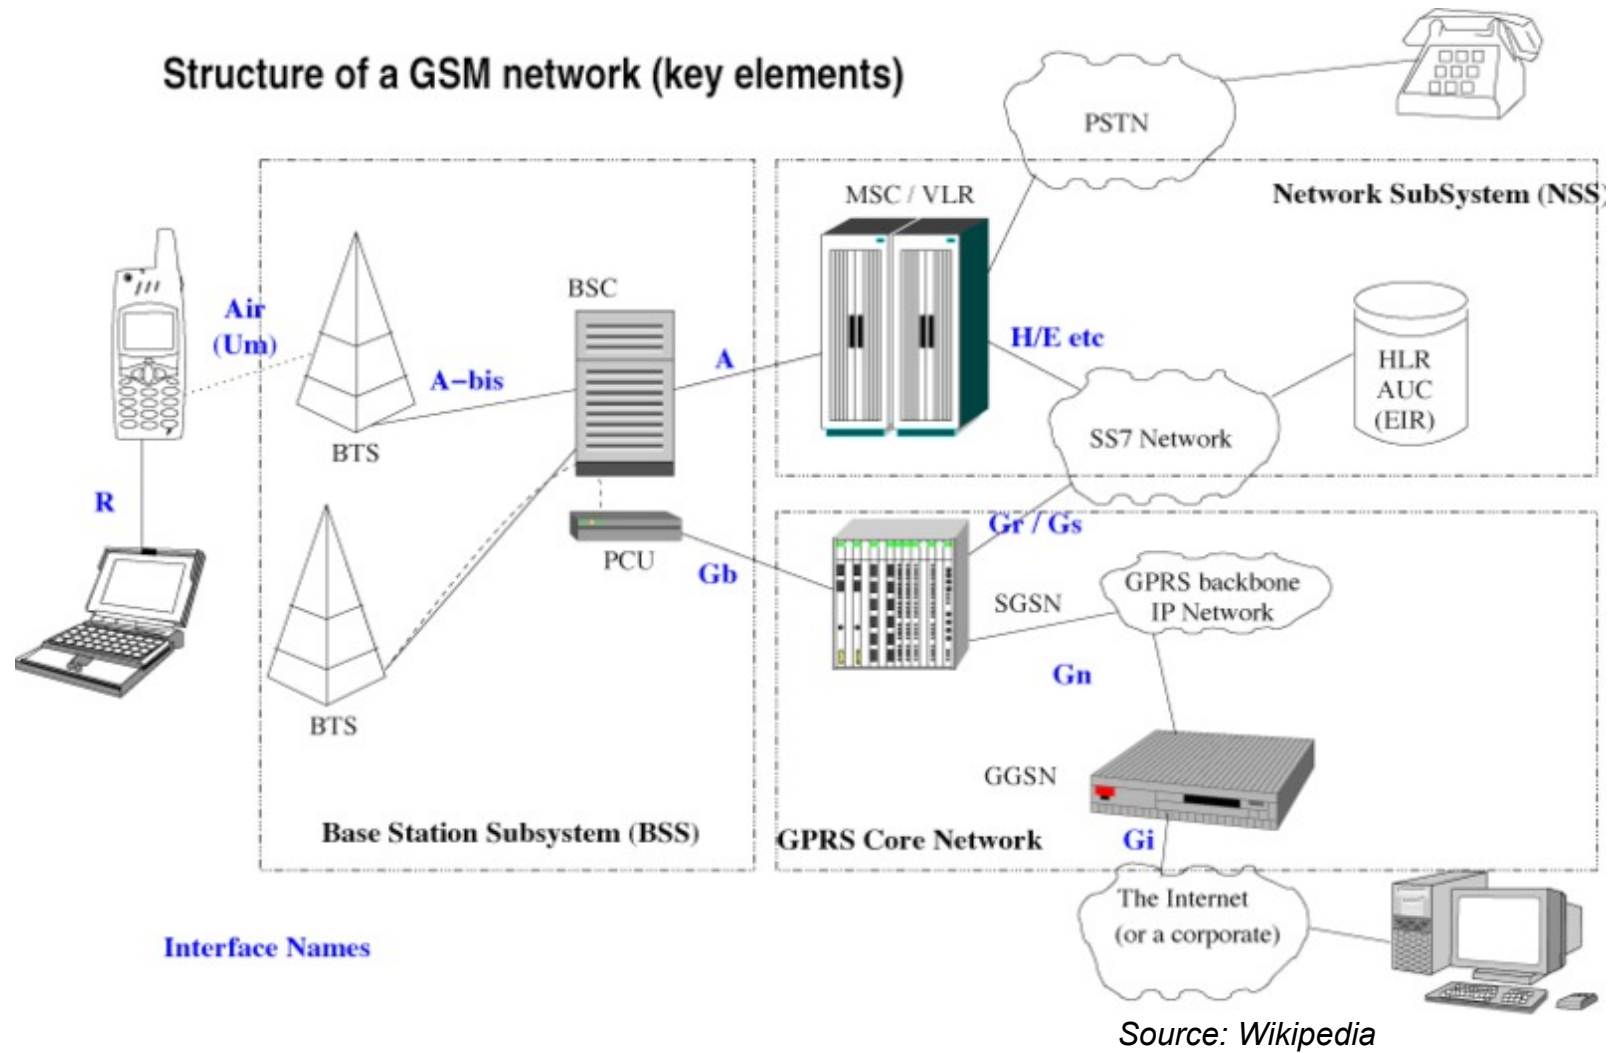 Structure of a GSM network (key elements)
PSTN
MSC / VLR
Network SubSystem (NSS)
BSC
Air
(Um)
A-bis
A
H/E etc
HLR
AUC
(EIR)
BTS
SS7 Network
R
Gr / Gs
PCU
Gb
SGSN
GPRS backbone
IP Network
Gn
BTS
GGSN
Base Station Subsystem (BSS)
GPRS Core Network
Gi
The Internet
(or a corporate)
Interface Names
Source: Wikipedia